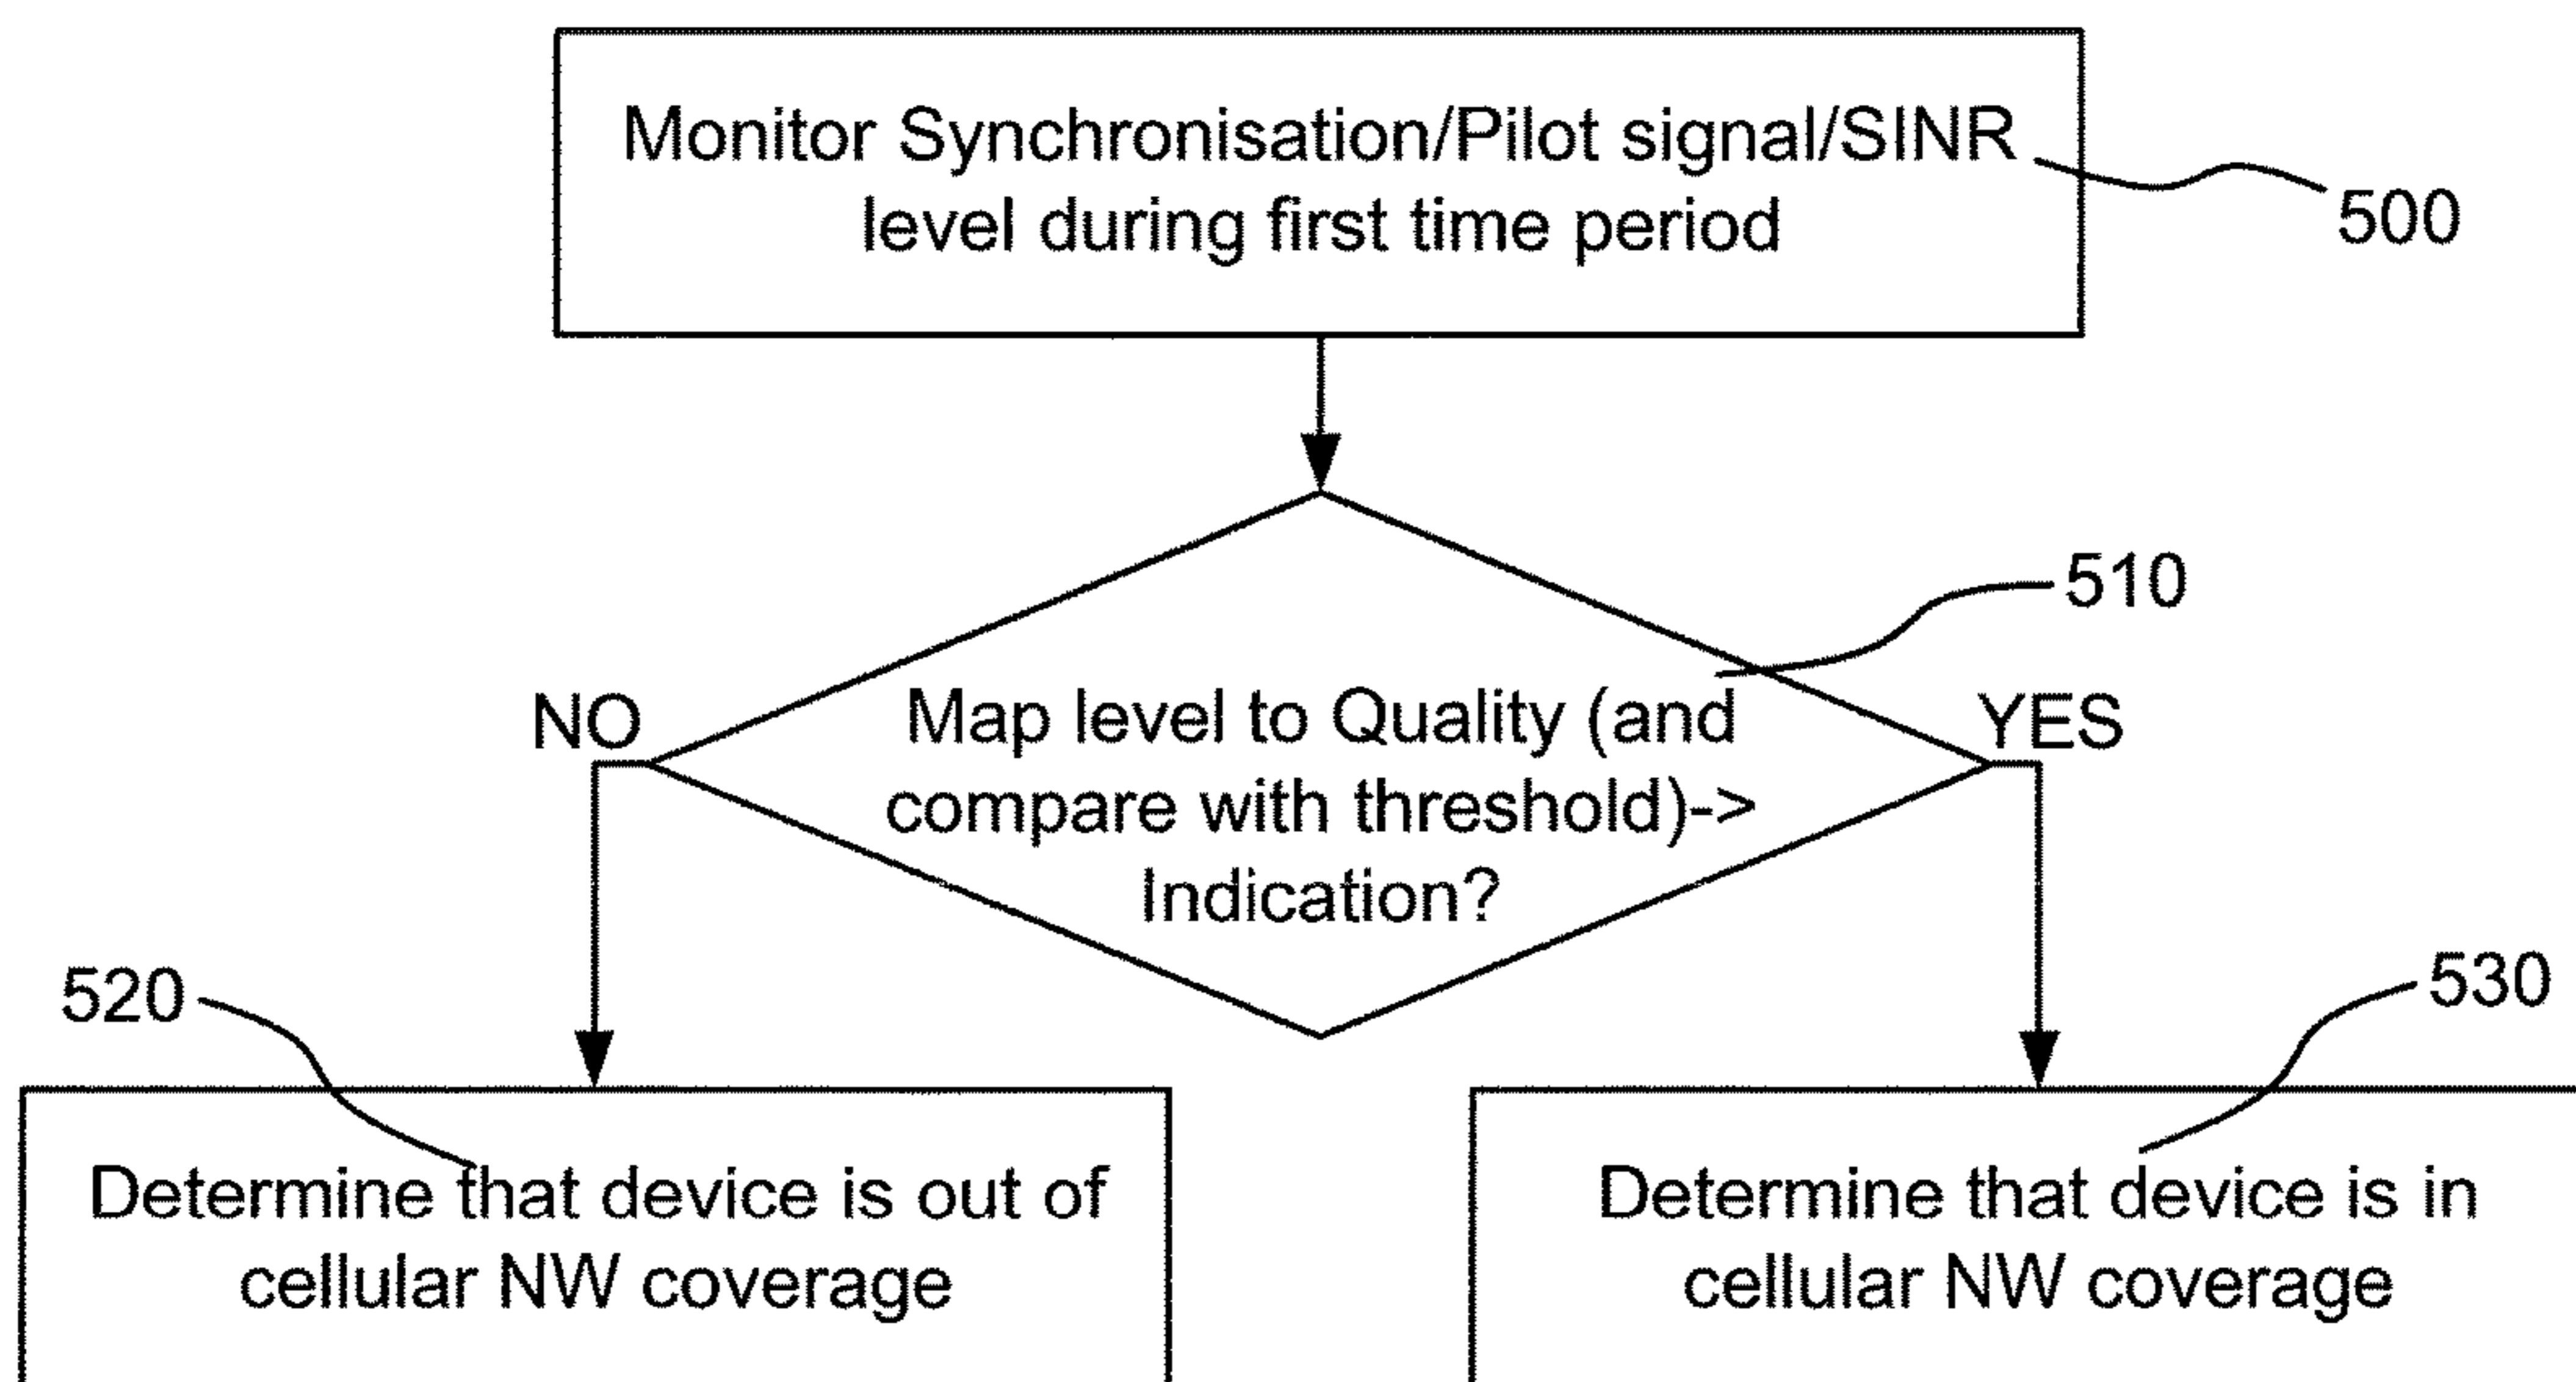 Monitor Synchronisation/Pilot signal/SINR
level during first time period
500
510
NO
YES
Map level to Quality (and
compare with threshold)->
Indication?
520
530
Determine that device is out of
cellular NW coverage
Determine that device is in
cellular NW coverage